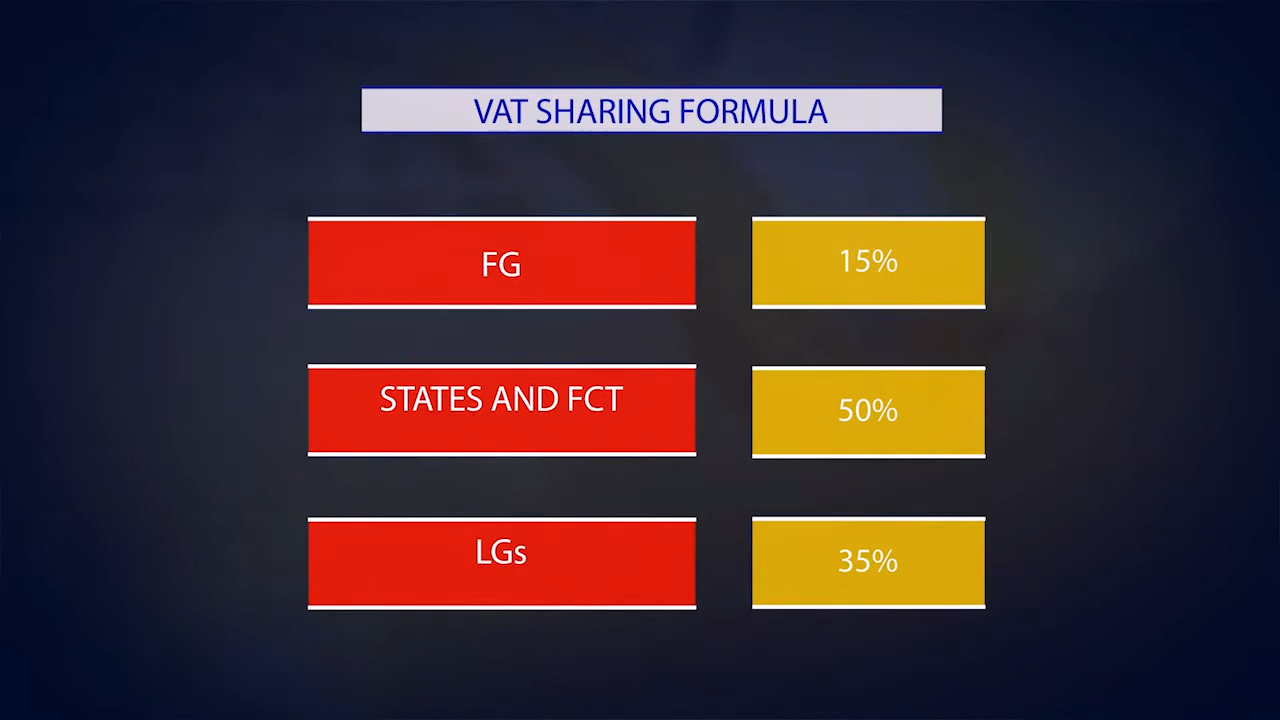 VAT SHARING FORMULA
FG 15%
STATES AND FCT 50%
LGs 35%